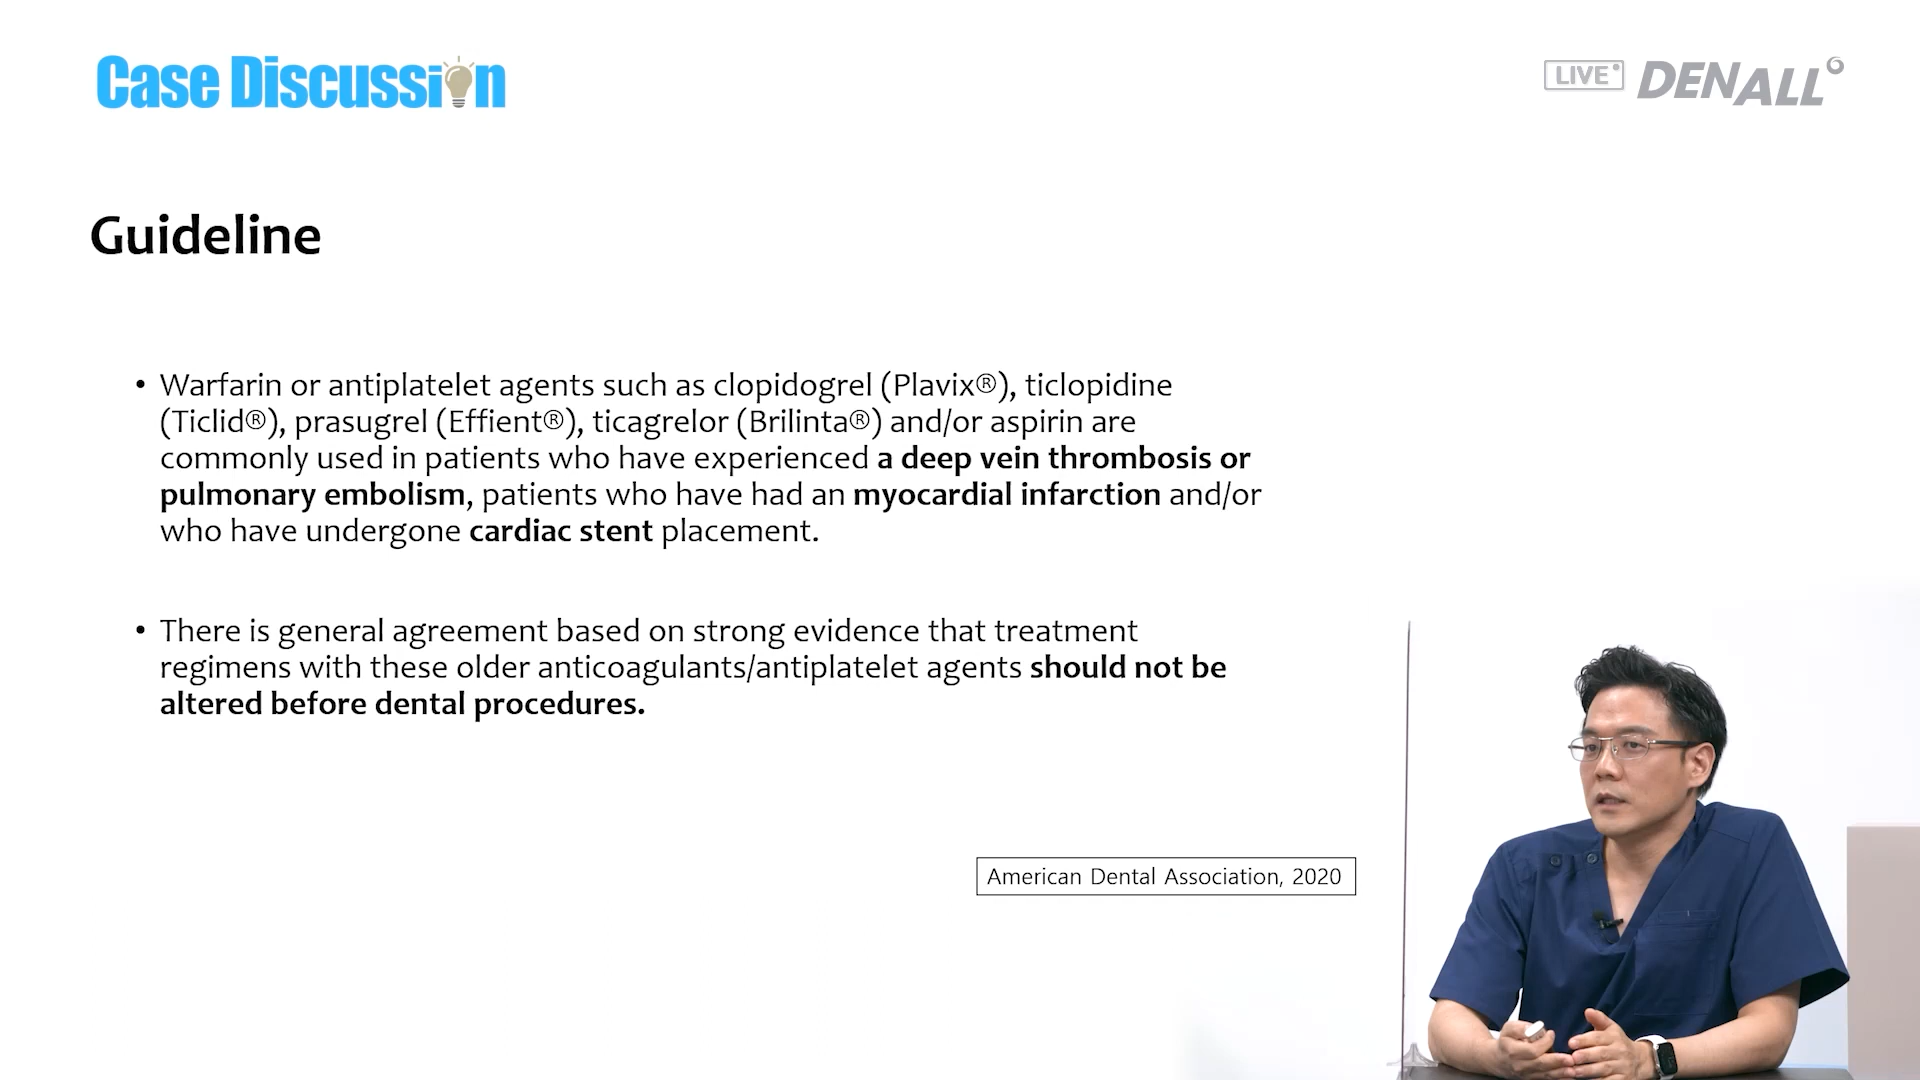 Case Discussion
LIVE DENALL
Guideline
• Warfarin or antiplatelet agents such as clopidogrel (Plavix®), ticlopidine
(Ticlid®), prasugrel (Effient®), ticagrelor (Brilinta®) and/or aspirin are
commonly used in patients who have experienced a deep vein thrombosis or
pulmonary embolism, patients who have had an myocardial infarction and/or
who have undergone cardiac stent placement.
• There is general agreement based on strong evidence that treatment
regimens with these older anticoagulants/antiplatelet agents should not be
altered before dental procedures.
American Dental Association, 2020